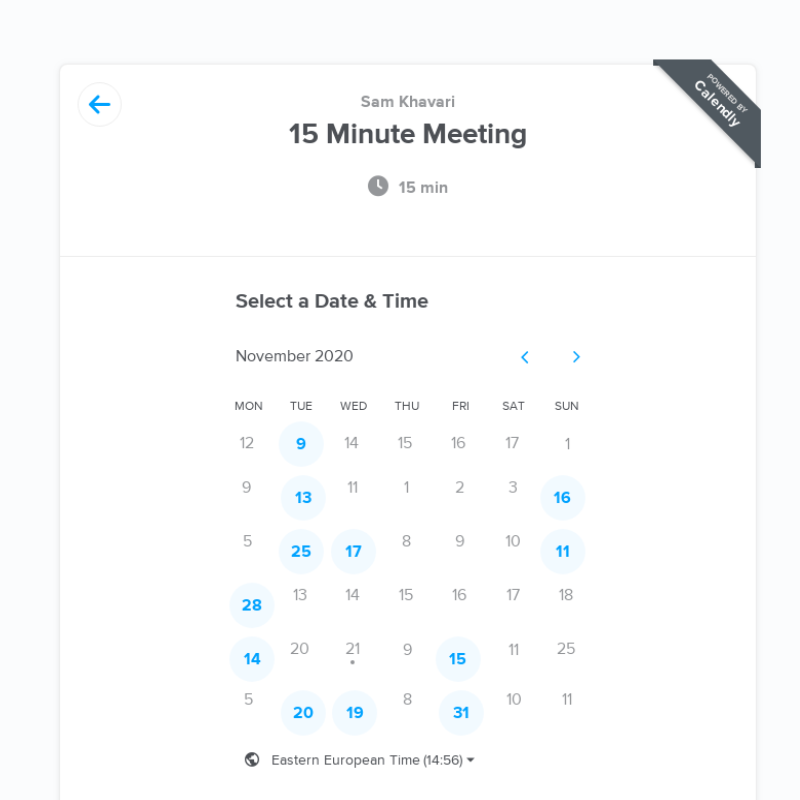 POWERED BY
Calendly
Sam Khavari
15 Minute Meeting
15 min
Select a Date & Time
November 2020
MON TUE WED THU FRI SAT SUN
12 9 14 15 16 17 1
9 13 11 1 2 3 16
5 25 17 8 9 10 11
28 13 14 15 16 17 18
14 20 21 9 15 11 25
5 20 19 8 31 10 11
Eastern European Time (14:56)